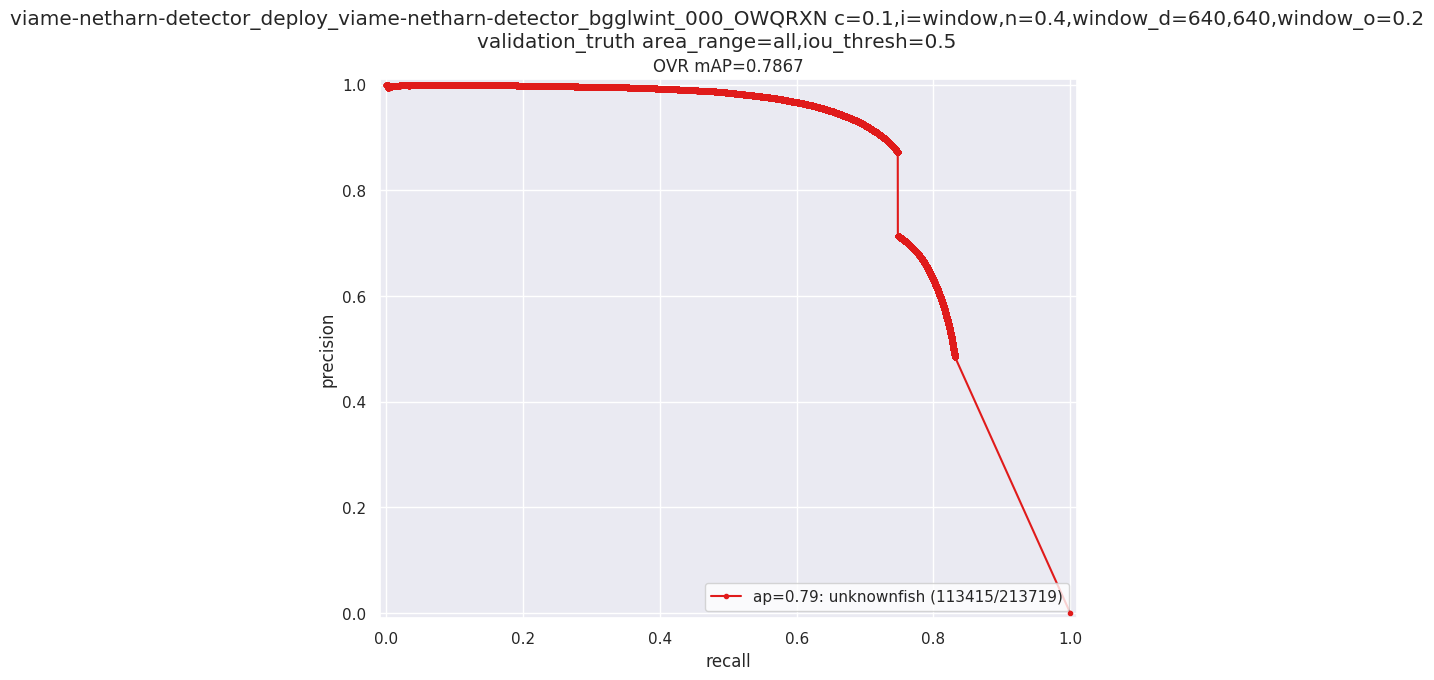 viame-netharn-detector_deploy_viame-netharn-detector_bgglwint_000_OWQRXN c=0.1,i=window,n=0.4,window_d=640,640,window_o=0.2
validation_truth area_range=all,iou_thresh=0.5
OVR mAP=0.7867
1.0
0.8
0.6
0.4
0.2
0.0
precision
ap=0.79: unknownfish (113415/213719)
0.0 0.2 0.4 0.6 0.8 1.0
recall